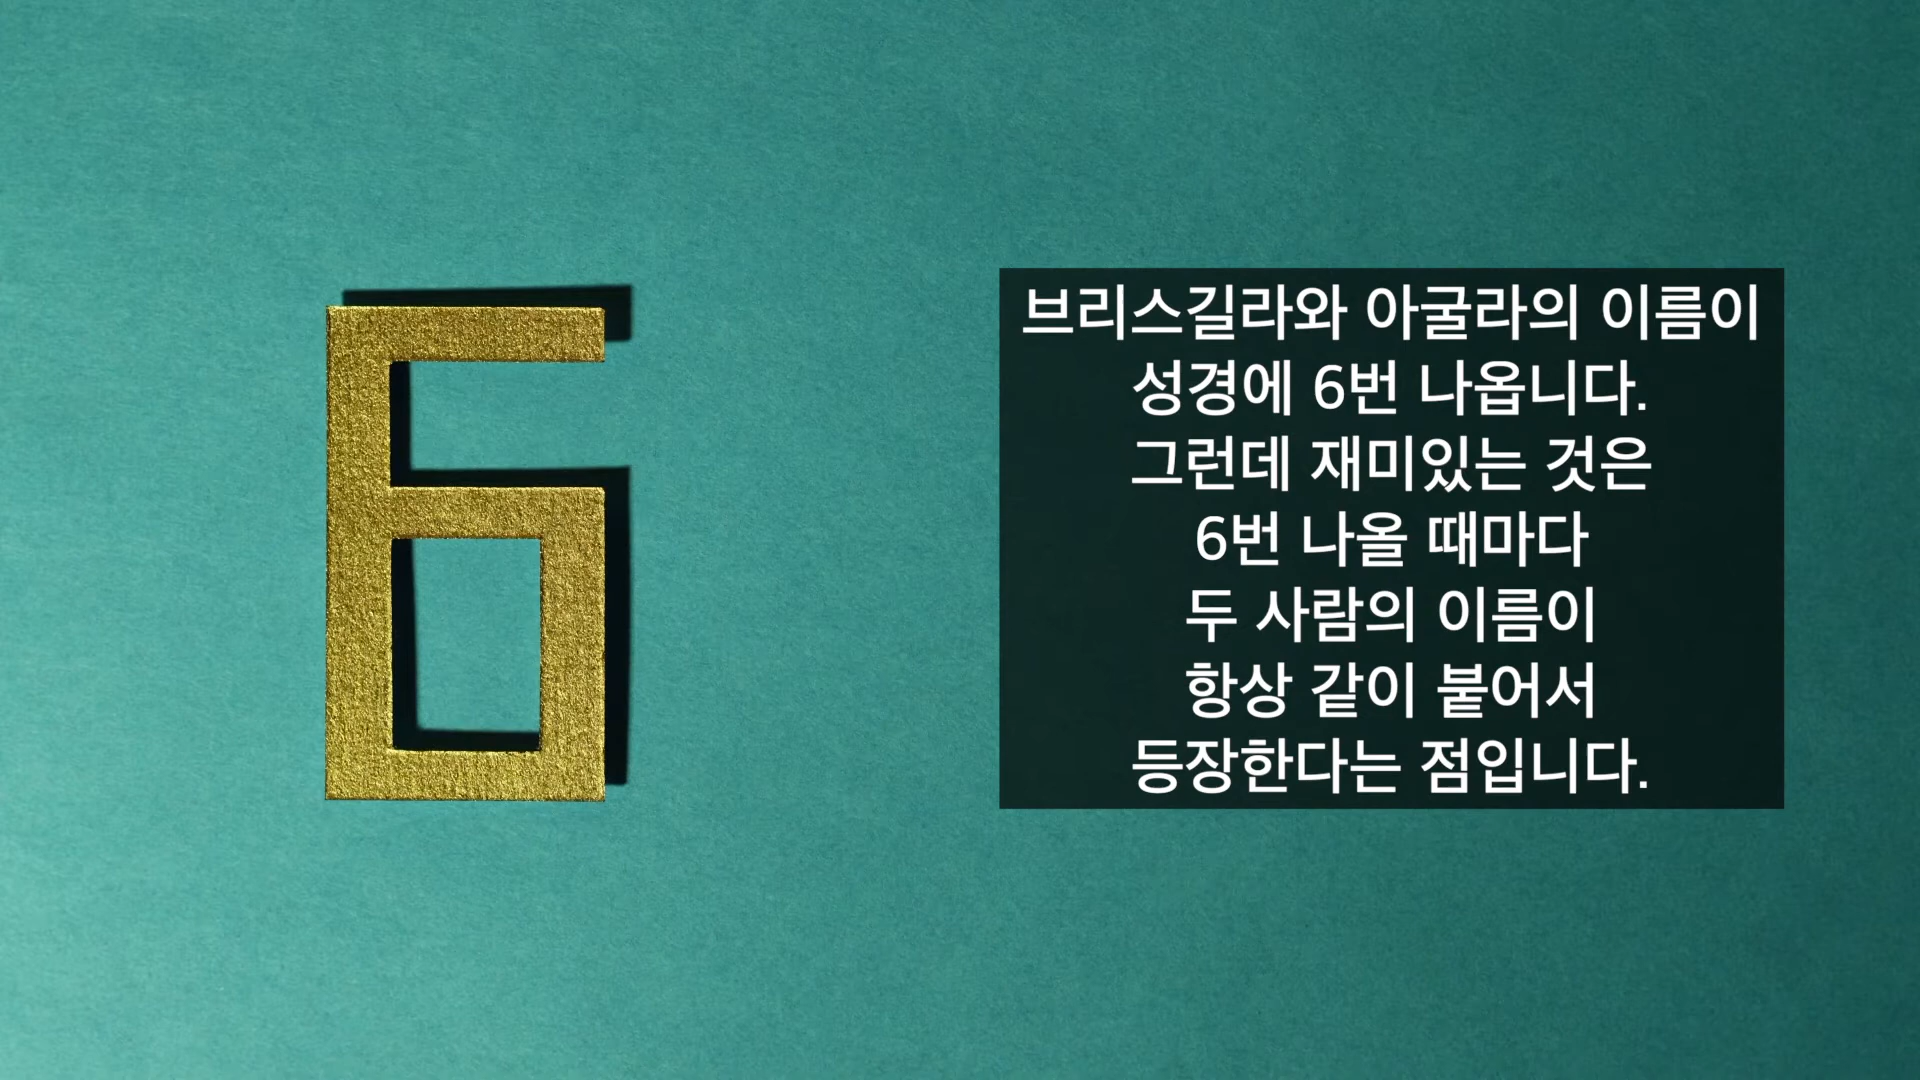 6
브리스길라와 아굴라의 이름이
성경에 6번 나옵니다.
그런데 재미있는 것은
6번 나올 때마다
두 사람의 이름이
항상 같이 붙어서
등장한다는 점입니다.